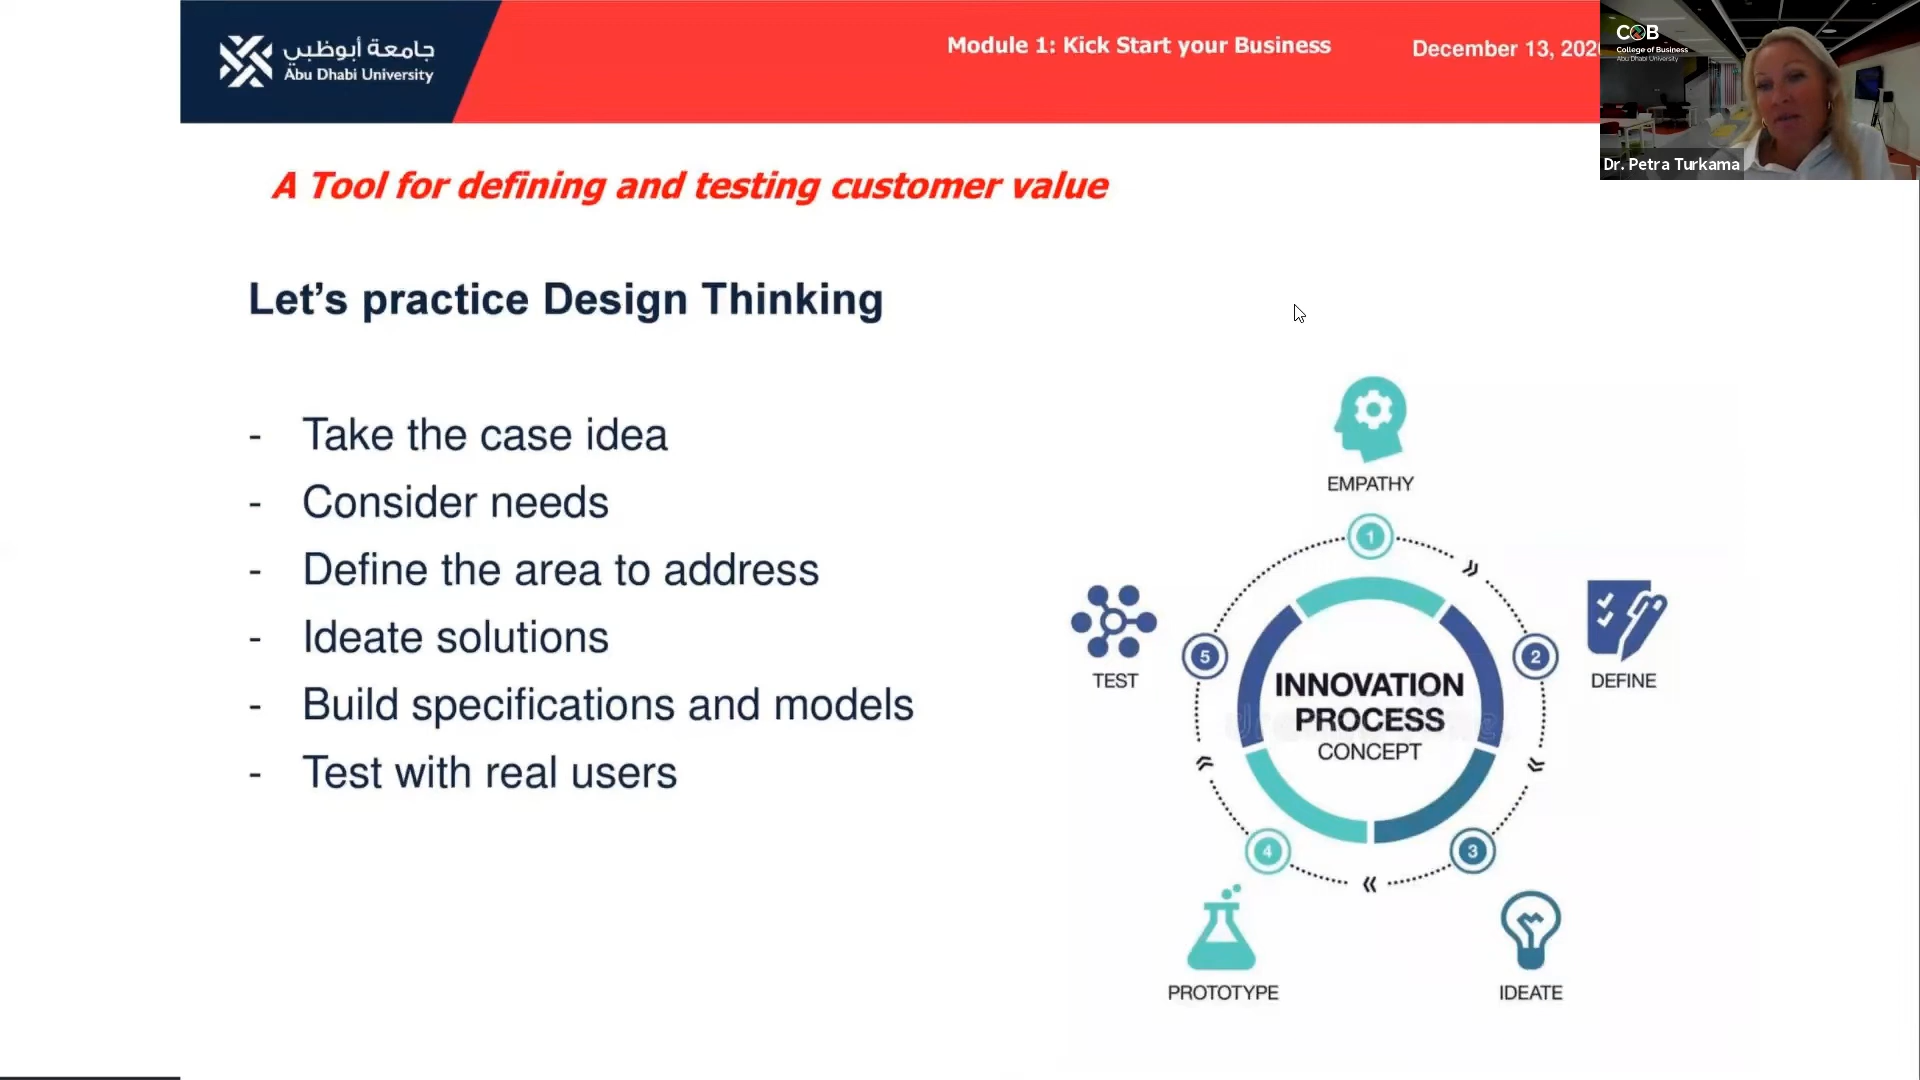 جامعة أبوظبي
Abu Dhabi University
Module 1: Kick Start your Business
December 13, 202
COB
College of Business
Abu Dhabi University
Dr. Petra Turkama
A Tool for defining and testing customer value
Let’s practice Design Thinking
- Take the case idea
- Consider needs
- Define the area to address
- Ideate solutions
- Build specifications and models
- Test with real users
EMPATHY
1
TEST
5
2
DEFINE
INNOVATION
PROCESS
CONCEPT
4
3
PROTOTYPE
IDEATE